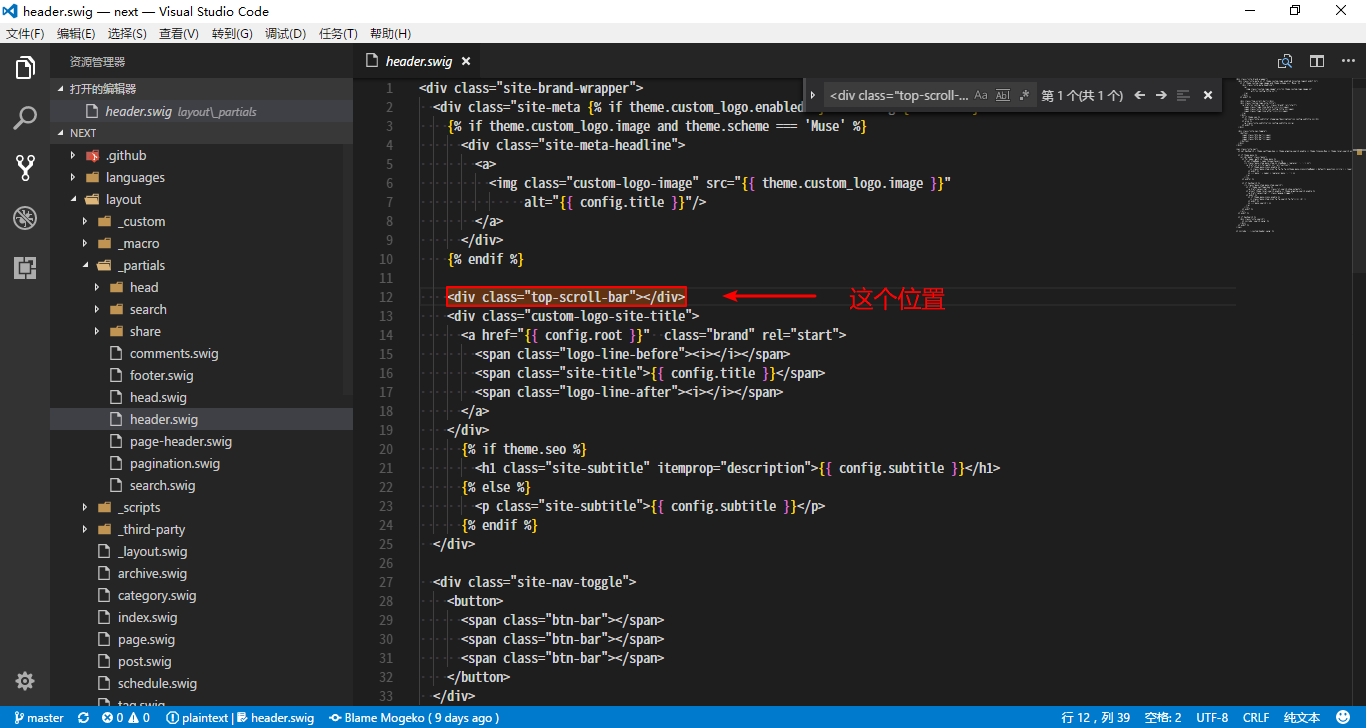 header.swig — next — Visual Studio Code
文件(F) 编辑(E) 选择(S) 查看(V) 转到(G) 调试(D) 任务(T) 帮助(H)
资源管理器
打开的编辑器
header.swig layout\_partials
NEXT
.github
languages
layout
_custom
_macro
_partials
head
search
share
comments.swig
footer.swig
head.swig
header.swig
page-header.swig
pagination.swig
search.swig
_scripts
_third-party
_layout.swig
archive.swig
category.swig
index.swig
page.swig
post.swig
schedule.swig
tag.swig
header.swig
<div class="top-scroll-... Aa Abl .* 第 1 个(共 1 个)
1 <div class="site-brand-wrapper">
2 <div class="site-meta {% if theme.custom_logo.enabled
3 {% if theme.custom_logo.image and theme.scheme === 'Muse' %}
4 <div class="site-meta-headline">
5 <a>
6 <img class="custom-logo-image" src="{{ theme.custom_logo.image }}"
7 alt="{{ config.title }}"/>
8 </a>
9 </div>
10 {% endif %}
11
12 <div class="top-scroll-bar"></div> 这个位置
13 <div class="custom-logo-site-title">
14 <a href="{{ config.root }}" class="brand" rel="start">
15 <span class="logo-line-before"><i></i></span>
16 <span class="site-title">{{ config.title }}</span>
17 <span class="logo-line-after"><i></i></span>
18 </a>
19 </div>
20 {% if theme.seo %}
21 <h1 class="site-subtitle" itemprop="description">{{ config.subtitle }}</h1>
22 {% else %}
23 <p class="site-subtitle">{{ config.subtitle }}</p>
24 {% endif %}
25 </div>
26
27 <div class="site-nav-toggle">
28 <button>
29 <span class="btn-bar"></span>
30 <span class="btn-bar"></span>
31 <span class="btn-bar"></span>
32 </button>
33 </div>
master 0 0 plaintext | header.swig Blame Mogeko ( 9 days ago ) 行 12，列 39 空格: 2 UTF-8 CRLF 纯文本